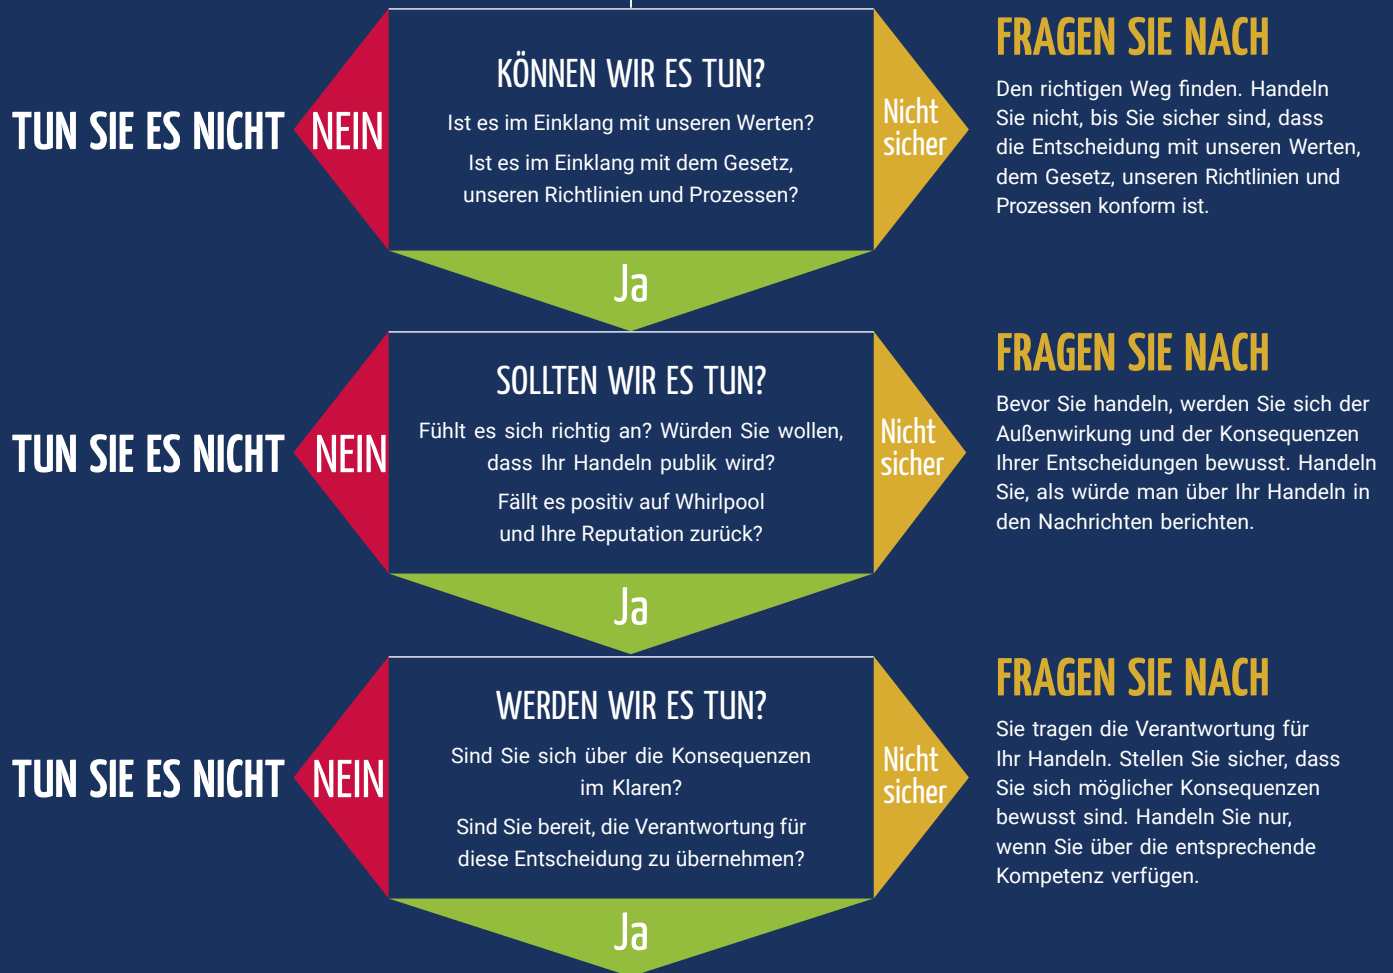 TUN SIE ES NICHT
NEIN
KÖNNEN WIR ES TUN?
Ist es im Einklang mit unseren Werten?
Ist es im Einklang mit dem Gesetz,
unseren Richtlinien und Prozessen?
Nicht
sicher
FRAGEN SIE NACH
Den richtigen Weg finden. Handeln
Sie nicht, bis Sie sicher sind, dass
die Entscheidung mit unseren Werten,
dem Gesetz, unseren Richtlinien und
Prozessen konform ist.
Ja
TUN SIE ES NICHT
NEIN
SOLLTEN WIR ES TUN?
Fühlt es sich richtig an? Würden Sie wollen,
dass Ihr Handeln publik wird?
Fällt es positiv auf Whirlpool
und Ihre Reputation zurück?
Nicht
sicher
FRAGEN SIE NACH
Bevor Sie handeln, werden Sie sich der
Außenwirkung und der Konsequenzen
Ihrer Entscheidungen bewusst. Handeln
Sie, als würde man über Ihr Handeln in
den Nachrichten berichten.
Ja
TUN SIE ES NICHT
NEIN
WERDEN WIR ES TUN?
Sind Sie sich über die Konsequenzen
im Klaren?
Sind Sie bereit, die Verantwortung für
diese Entscheidung zu übernehmen?
Nicht
sicher
FRAGEN SIE NACH
Sie tragen die Verantwortung für
Ihr Handeln. Stellen Sie sicher, dass
Sie sich möglicher Konsequenzen
bewusst sind. Handeln Sie nur,
wenn Sie über die entsprechende
Kompetenz verfügen.
Ja